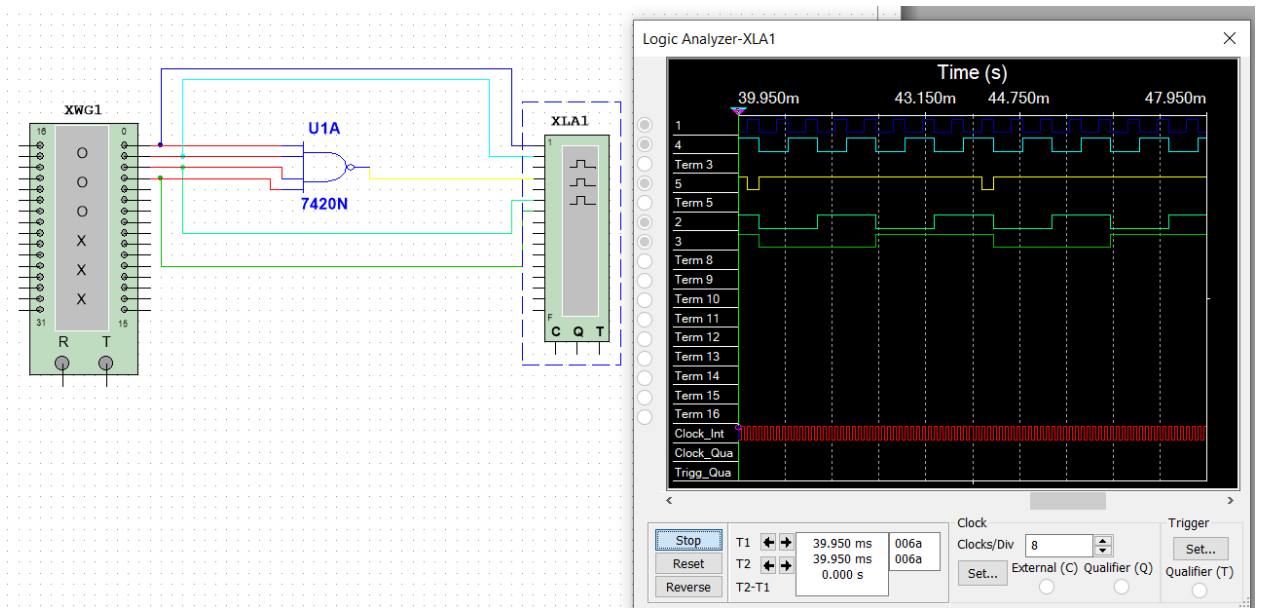 XWG1
16
0
O
O
O
X
X
X
31
15
R
T
U1A
7420N
XLA1
1
F
C Q T
Logic Analyzer-XLA1
Time (s)
39.950m 43.150m 44.750m 47.950m
1
4
Term 3
5
Term 5
2
3
Term 8
Term 9
Term 10
Term 11
Term 12
Term 13
Term 14
Term 15
Term 16
Clock_Int
Clock_Qua
Trigg_Qua
Stop
Reset
Reverse
T1 39.950 ms 006a
T2 39.950 ms 006a
T2-T1 0.000 s
Clock
Clocks/Div 8
Set...
External (C) Qualifier (Q)
Trigger
Set...
Qualifier (T)